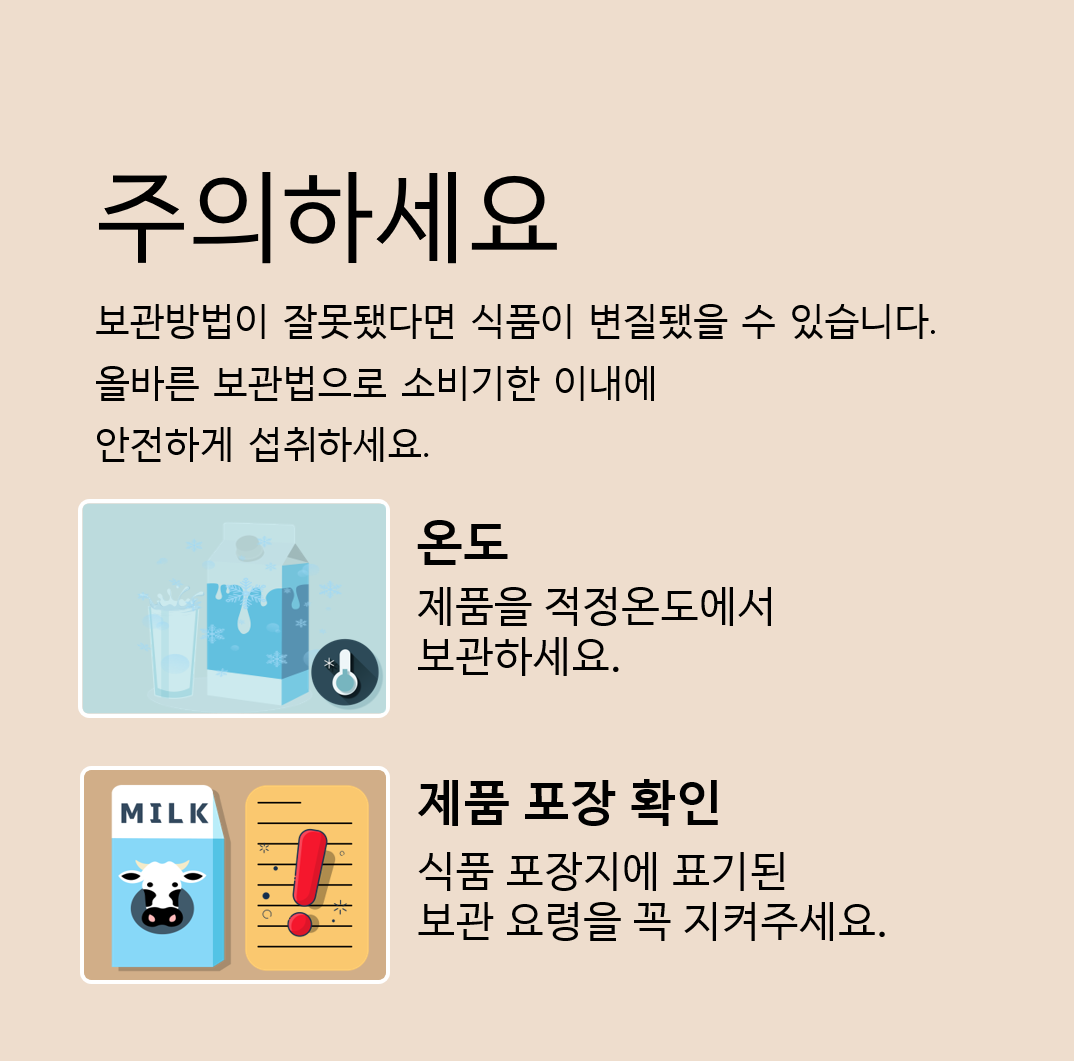 주의하세요
보관방법이 잘못됐다면 식품이 변질됐을 수 있습니다.
올바른 보관법으로 소비기한 이내에
안전하게 섭취하세요.
온도
제품을 적정온도에서
보관하세요.
MILK
제품 포장 확인
식품 포장지에 표기된
보관 요령을 꼭 지켜주세요.